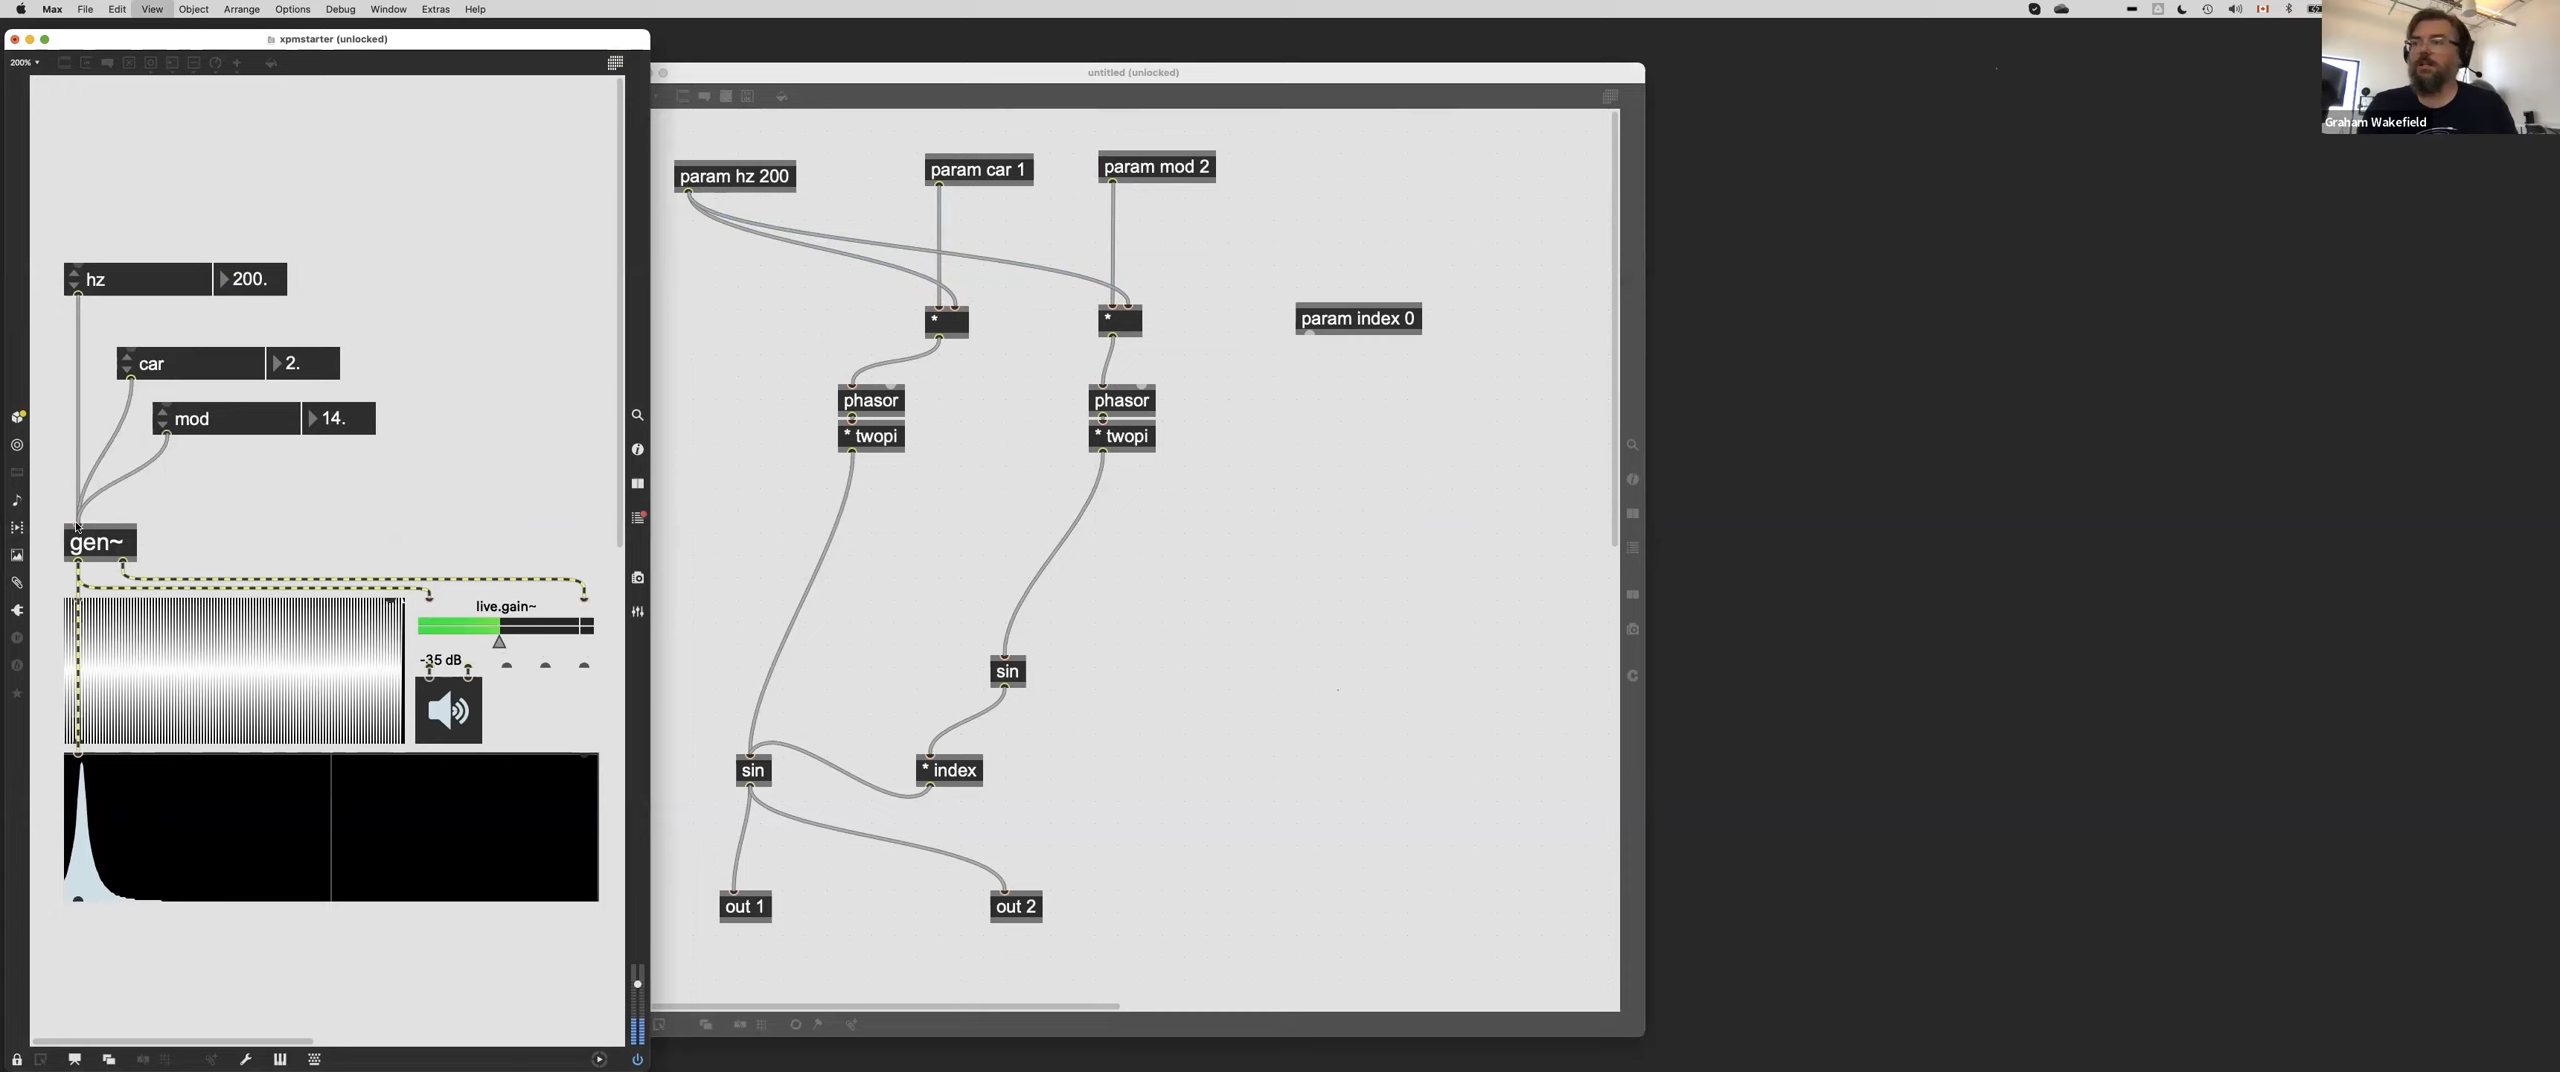 Max File Edit View Object Arrange Options Debug Window Extras Help
xpmstarter (unlocked)
200%
untitled (unlocked)
Graham Wakefield
param hz 200
param car 1
param mod 2
hz 200.
* *
param index 0
car 2.
phasor phasor
mod 14.
* twopi * twopi
gen~
live.gain~
-35 dB
sin
sin
* index
out 1
out 2